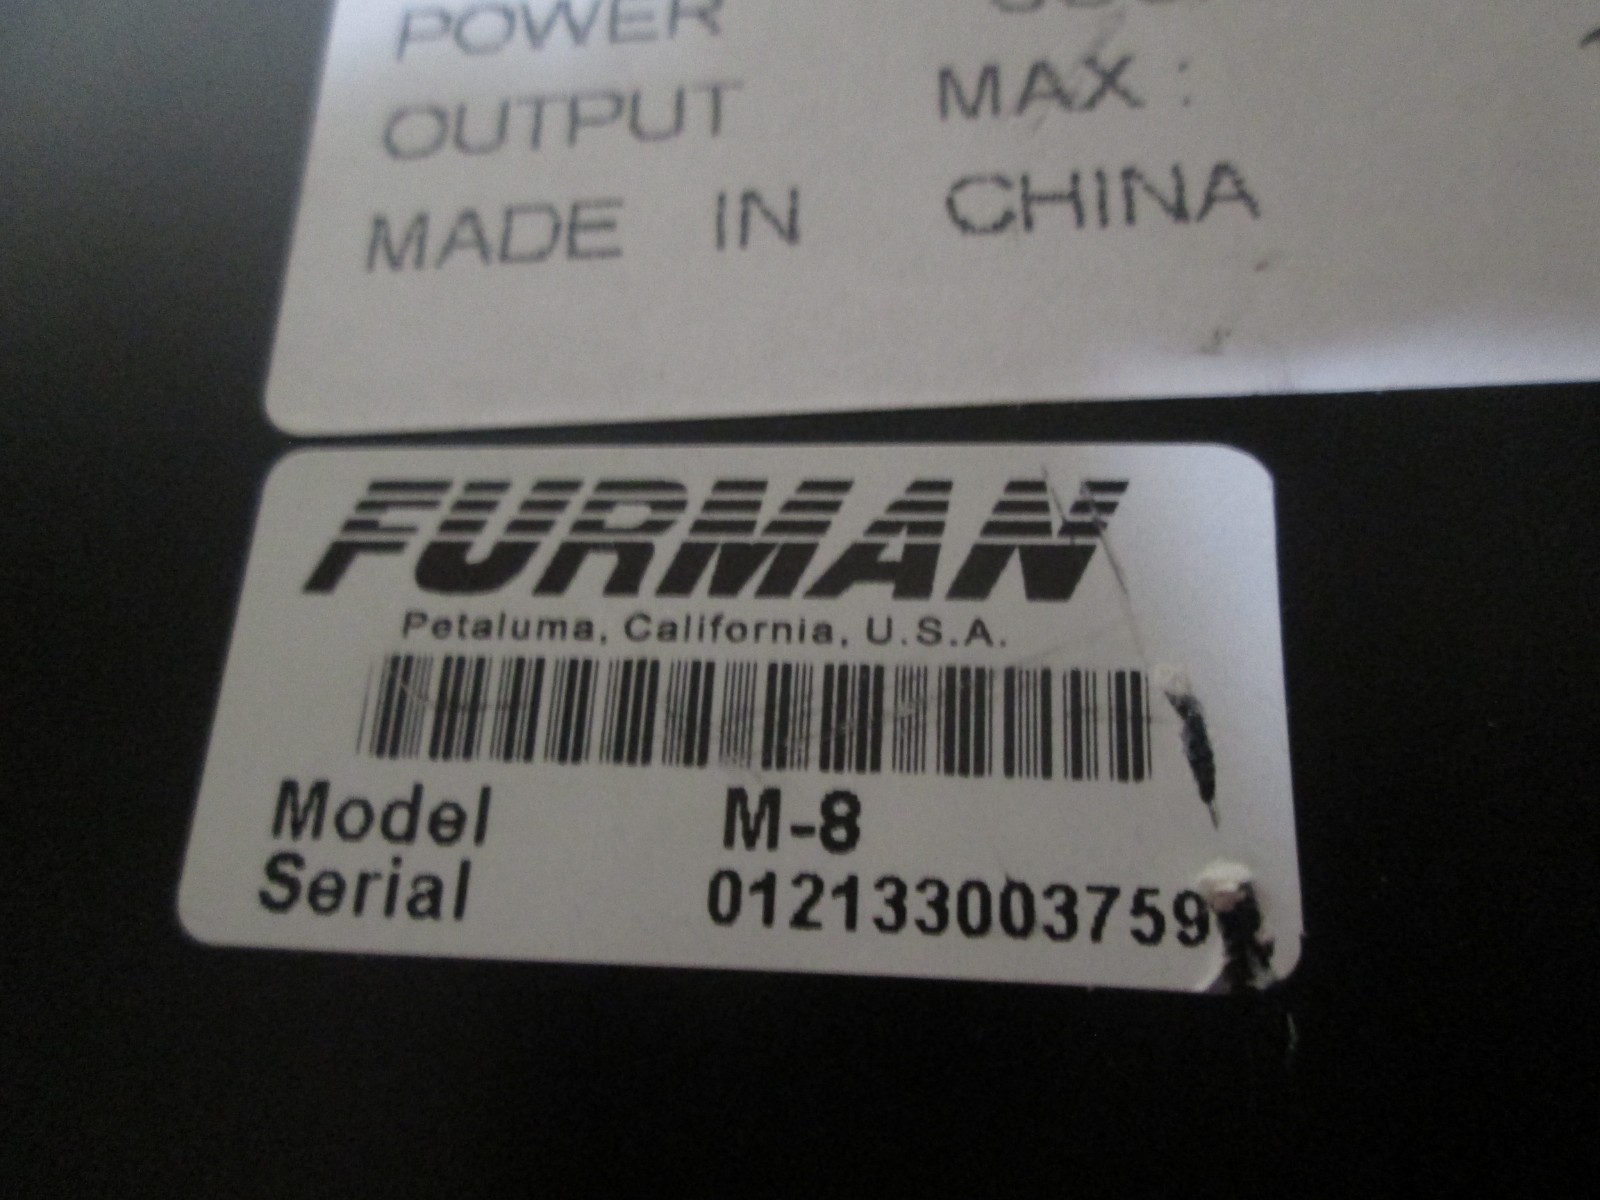 POWER
OUTPUT MAX :
MADE IN CHINA
FURMAN
Petaluma, California, U.S.A.
Model M-8
Serial 012133003759